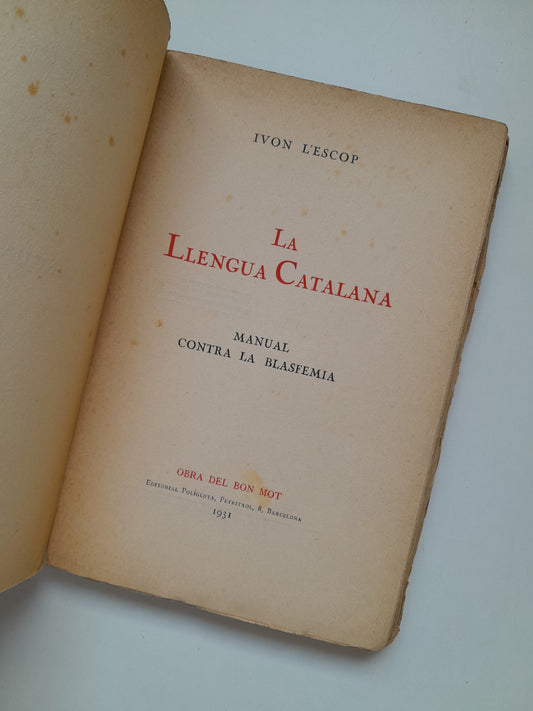 IVON L'ESCOP
LA
LLENGUA CATALANA
MANUAL
CONTRA LA BLASFEMIA
OBRA DEL BON MOT
EDITORIAL POLÍGLOTA, PETRITXOL, 8, BARCELONA
1931